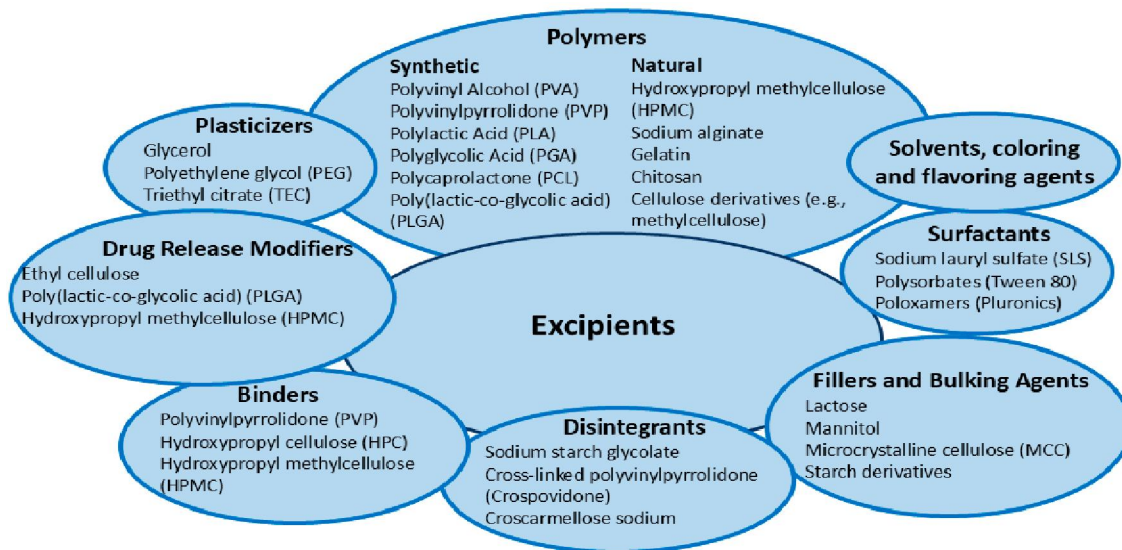 Polymers
Synthetic
Polyvinyl Alcohol (PVA)
Polyvinylpyrrolidone (PVP)
Polylactic Acid (PLA)
Polyglycolic Acid (PGA)
Polycaprolactone (PCL)
Poly(lactic-co-glycolic acid)
(PLGA)
Natural
Hydroxypropyl methylcellulose
(HPMC)
Sodium alginate
Gelatin
Chitosan
Cellulose derivatives (e.g.,
methylcellulose)
Plasticizers
Glycerol
Polyethylene glycol (PEG)
Triethyl citrate (TEC)
Solvents, coloring
and flavoring agents
Drug Release Modifiers
Ethyl cellulose
Poly(lactic-co-glycolic acid) (PLGA)
Hydroxypropyl methylcellulose (HPMC)
Surfactants
Sodium lauryl sulfate (SLS)
Polysorbates (Tween 80)
Poloxamers (Pluronics)
Excipients
Binders
Polyvinylpyrrolidone (PVP)
Hydroxypropyl cellulose (HPC)
Hydroxypropyl methylcellulose
(HPMC)
Disintegrants
Sodium starch glycolate
Cross-linked polyvinylpyrrolidone
(Crospovidone)
Croscarmellose sodium
Fillers and Bulking Agents
Lactose
Mannitol
Microcrystalline cellulose (MCC)
Starch derivatives